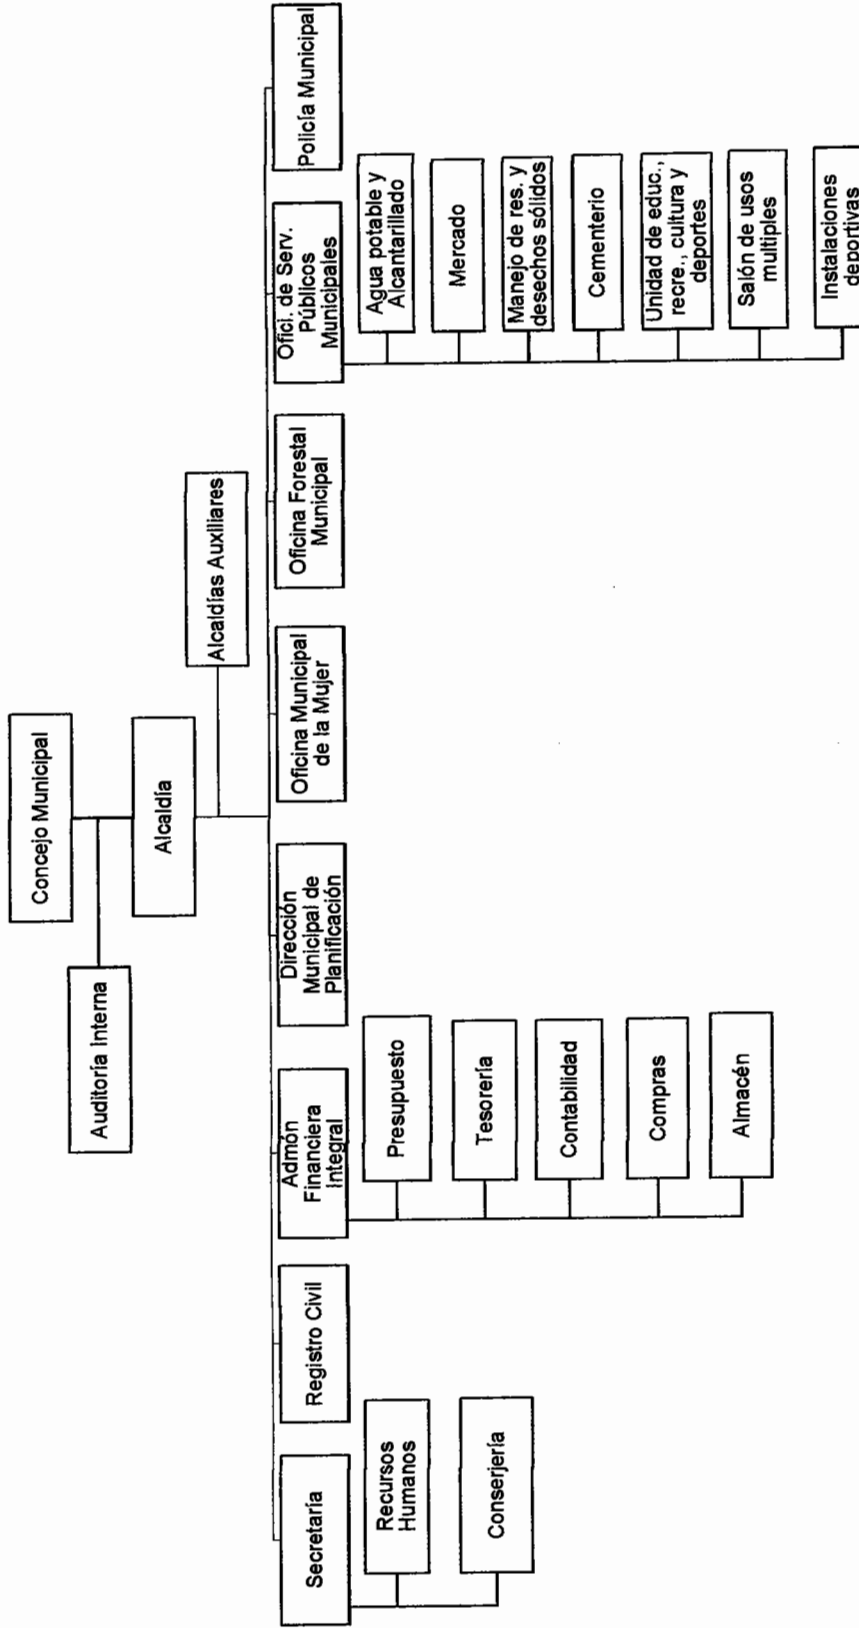 Concejo Municipal
Auditoría Interna
Alcaldía
Alcaldías Auxiliares
Secretaría
Recursos
Humanos
Conserjería
Registro Civil
Admón
Financiera
Integral
Presupuesto
Tesorería
Contabilidad
Compras
Almacén
Dirección
Municipal de
Planificación
Oficina Municipal
de la Mujer
Oficina Forestal
Municipal
Ofici. de Serv.
Públicos
Municipales
Agua potable y
Alcantarillado
Mercado
Manejo de res. y
desechos sólidos
Cementerio
Unidad de educ.,
recre., cultura y
deportes
Salón de usos
multiples
Instalaciones
deportivas
Policía Municipal